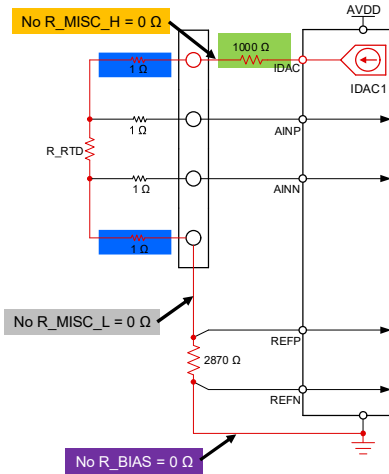 No R_MISC_H = 0 Ω
AVDD
1000 Ω
1 Ω
IDAC
IDAC1
1 Ω
AINP
R_RTD
1 Ω
AINN
1 Ω
No R_MISC_L = 0 Ω
REFP
2870 Ω
REFN
No R_BIAS = 0 Ω